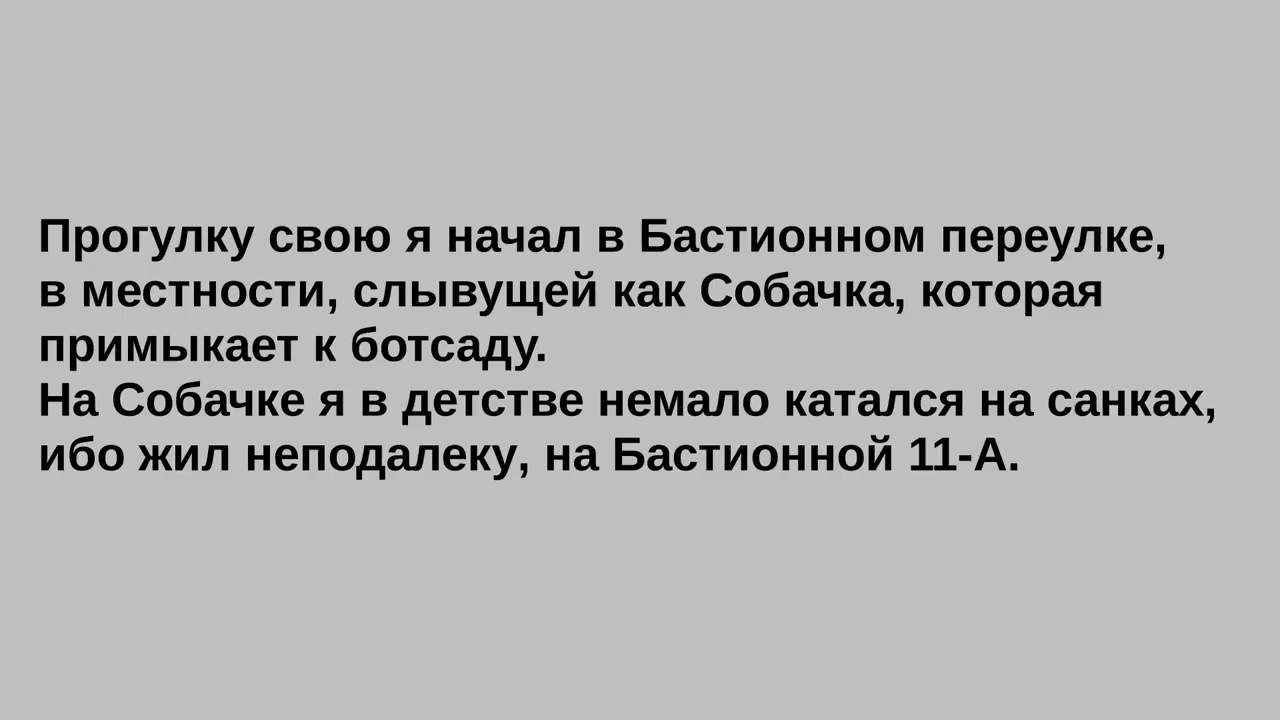 Прогулку свою я начал в Бастионном переулке,
в местности, слывущей как Собачка, которая
примыкает к ботсаду.
На Собачке я в детстве немало катался на санках,
ибо жил неподалеку, на Бастионной 11-А.